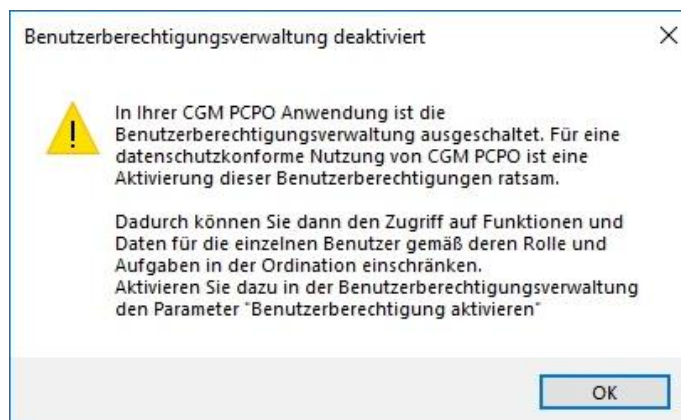 Benutzerberechtigungsverwaltung deaktiviert
In Ihrer CGM PCPO Anwendung ist die
Benutzerberechtigungsverwaltung ausgeschaltet. Für eine
datenschutzkonforme Nutzung von CGM PCPO ist eine
Aktivierung dieser Benutzerberechtigungen ratsam.
Dadurch können Sie dann den Zugriff auf Funktionen und
Daten für die einzelnen Benutzer gemäß deren Rolle und
Aufgaben in der Ordination einschränken.
Aktivieren Sie dazu in der Benutzerberechtigungsverwaltung
den Parameter "Benutzerberechtigung aktivieren"
OK